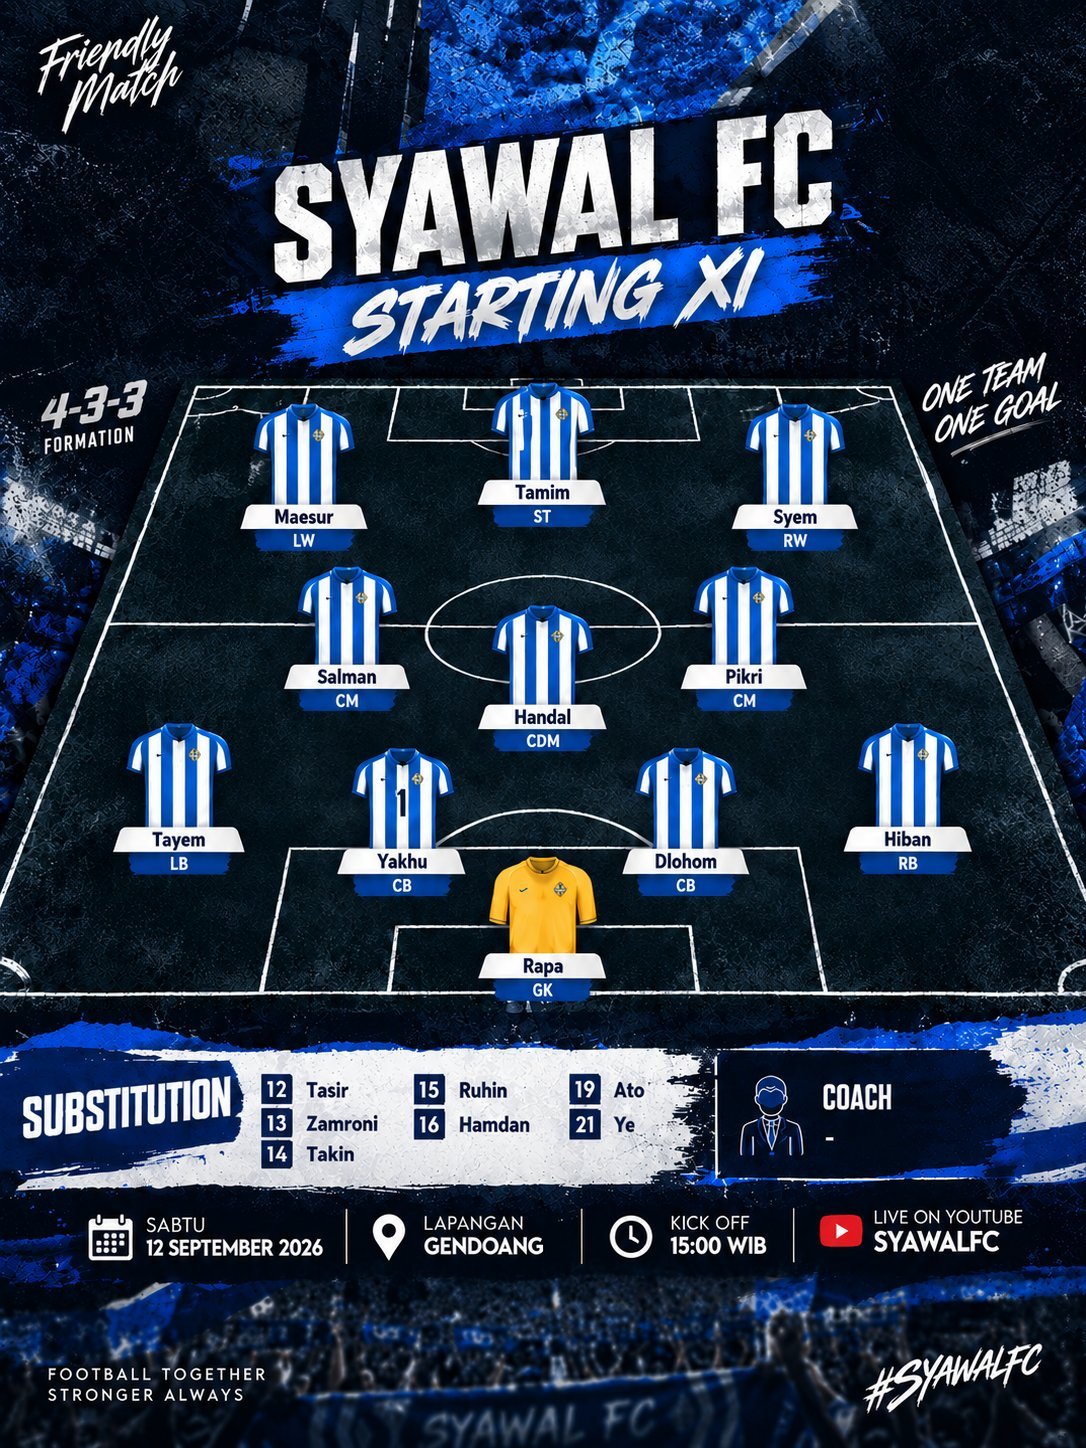 Friendly
Match
SYAWAL FC
STARTING XI
4-3-3
FORMATION
ONE TEAM
ONE GOAL
Maesur
LW
Tamim
ST
Syem
RW
Salman
CM
Handal
CDM
Pikri
CM
Tayem
LB
1
Yakhu
CB
Dlohom
CB
Hiban
RB
Rapa
GK
SUBSTITUTION
12 Tasir
13 Zamroni
14 Takin
15 Ruhin
16 Hamdan
19 Ato
21 Ye
COACH
-
SABTU
12 SEPTEMBER 2026
LAPANGAN
GENDOANG
KICK OFF
15:00 WIB
LIVE ON YOUTUBE
SYAWALFC
FOOTBALL TOGETHER
STRONGER ALWAYS
SYAWAL FC
#SYAWALFC